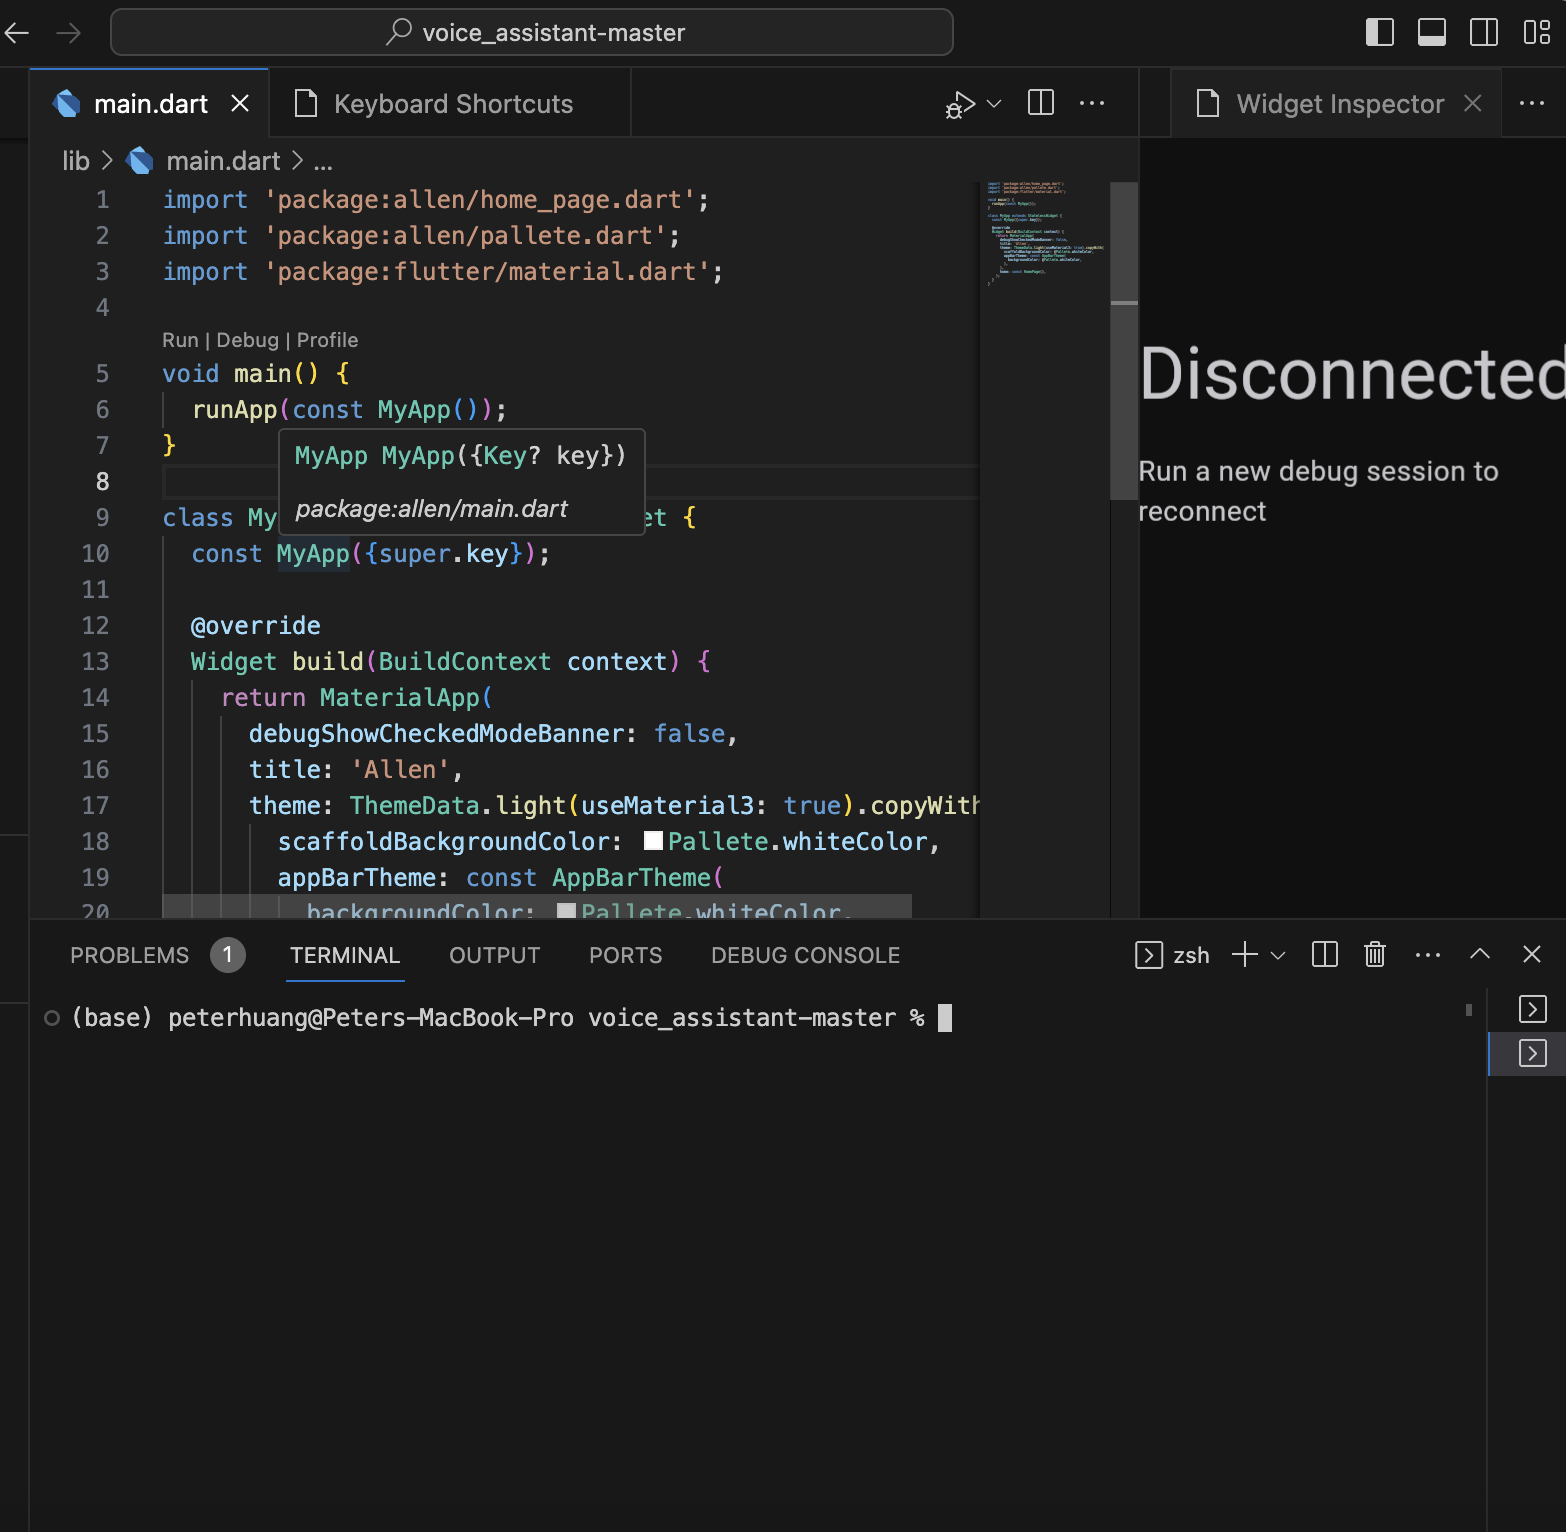 voice_assistant-master
main.dart
Keyboard Shortcuts
Widget Inspector
lib > main.dart > ...
1 import 'package:allen/home_page.dart';
2 import 'package:allen/pallete.dart';
3 import 'package:flutter/material.dart';
4
Run | Debug | Profile
5 void main() {
6 runApp(const MyApp());
7 }
MyApp MyApp({Key? key})
8
package:allen/main.dart
9 class My et {
10 const MyApp({super.key});
11
12 @override
13 Widget build(BuildContext context) {
14 return MaterialApp(
15 debugShowCheckedModeBanner: false,
16 title: 'Allen',
17 theme: ThemeData.light(useMaterial3: true).copyWith
18 scaffoldBackgroundColor: Pallete.whiteColor,
19 appBarTheme: const AppBarTheme(
20 backgroundColor: Pallete.whiteColor,
Disconnected
Run a new debug session to
reconnect
PROBLEMS 1 TERMINAL OUTPUT PORTS DEBUG CONSOLE
zsh
(base) peterhuang@Peters-MacBook-Pro voice_assistant-master %